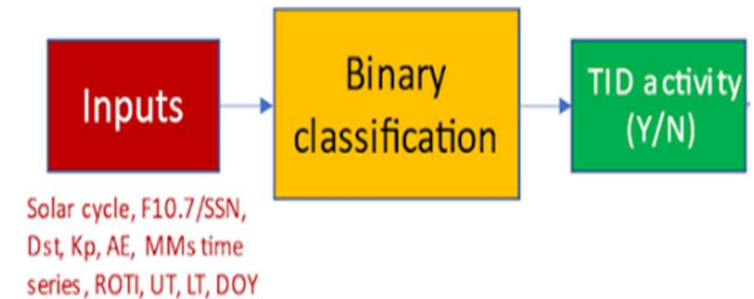 Inputs
Binary
classification
TID activity
(Y/N)
Solar cycle, F10.7/SSN,
Dst, Kp, AE, MMs time
series, ROTI, UT, LT, DOY